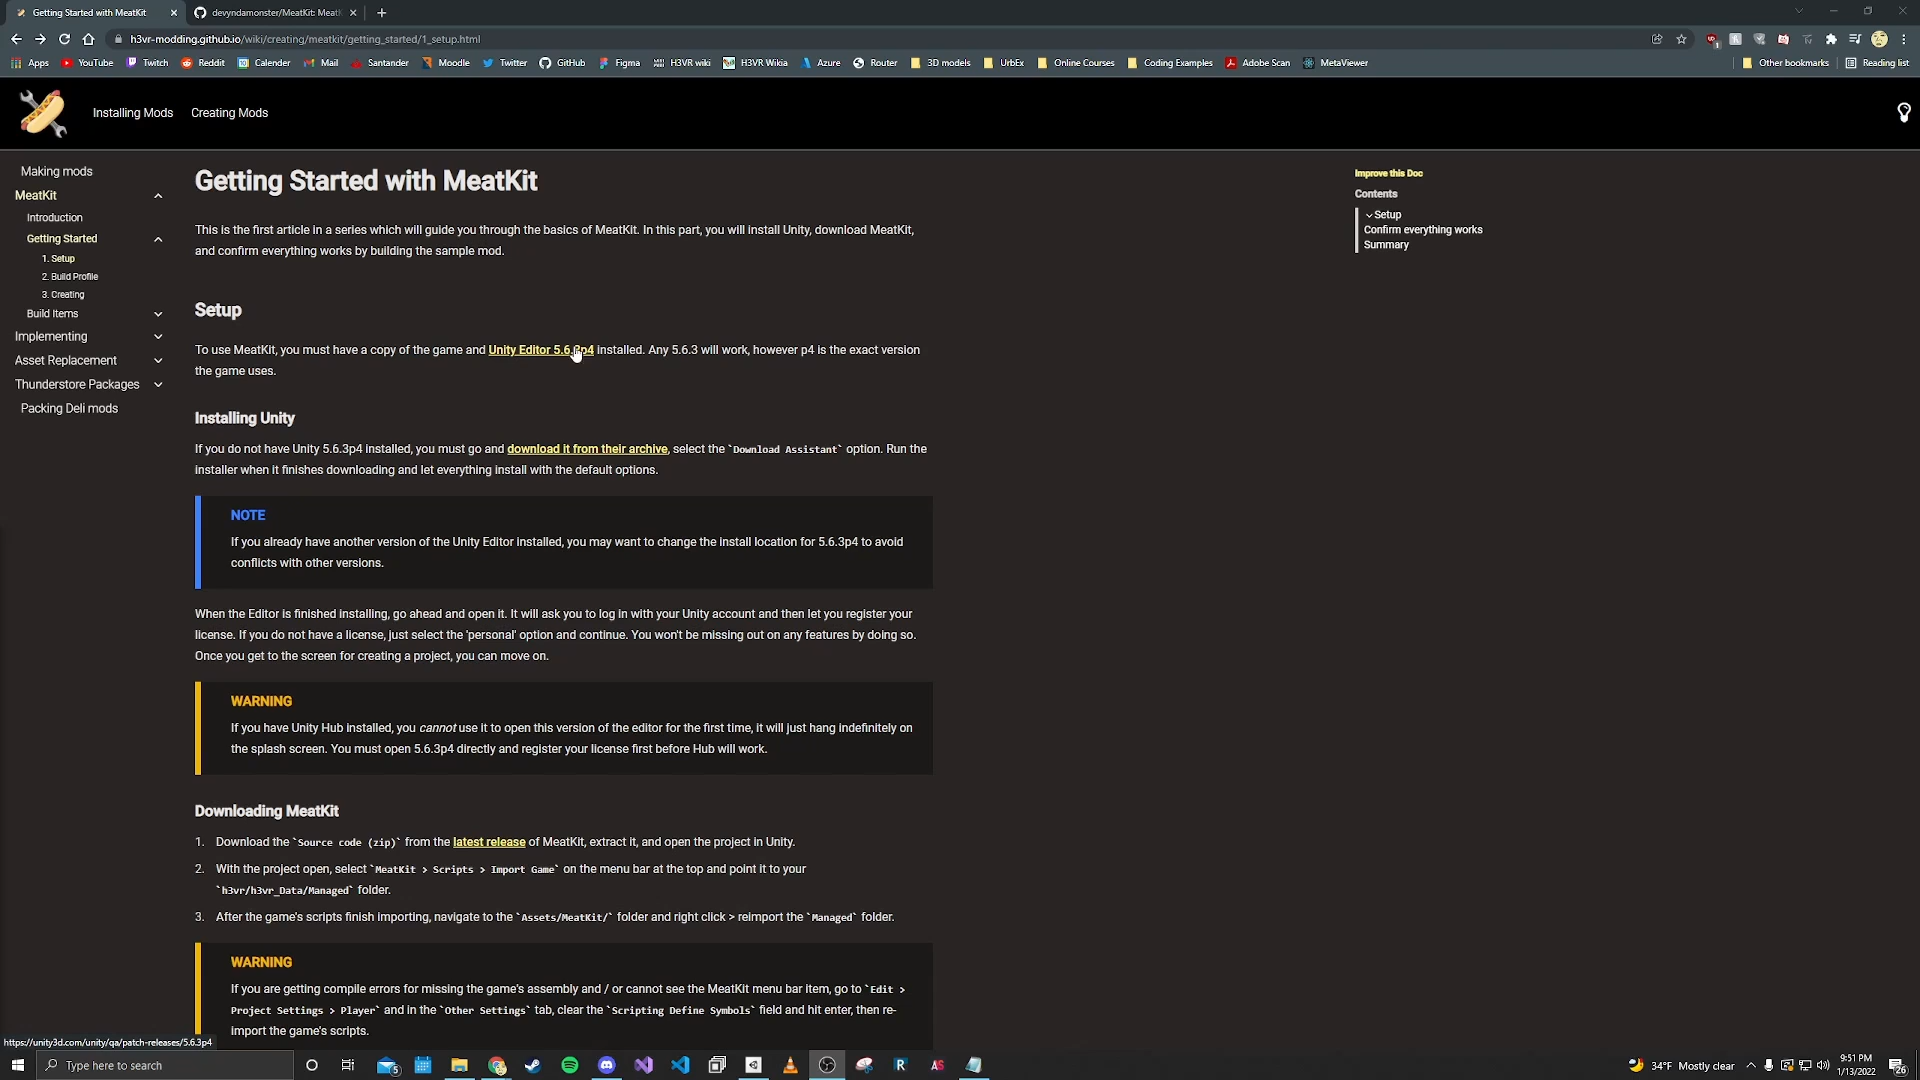 Getting Started with MeatKit
devyndamonster/MeatKit: Meat
h3vr-modding.github.io/wiki/creating/meatkit/getting_started/1_setup.html
Apps YouTube Twitch Reddit Calender Mail Santander Moodle Twitter GitHub Figma H3VR wiki H3VR Wikia Azure Router 3D models UrbEx Online Courses Coding Examples Adobe Scan MetaViewer Other bookmarks Reading list
Installing Mods Creating Mods
Making mods
MeatKit
Introduction
Getting Started
1. Setup
2. Build Profile
3. Creating
Build Items
Implementing
Asset Replacement
Thunderstore Packages
Packing Deli mods
Getting Started with MeatKit
This is the first article in a series which will guide you through the basics of MeatKit. In this part, you will install Unity, download MeatKit,
and confirm everything works by building the sample mod.
Setup
To use MeatKit, you must have a copy of the game and Unity Editor 5.6.3p4 installed. Any 5.6.3 will work, however p4 is the exact version
the game uses.
Installing Unity
If you do not have Unity 5.6.3p4 installed, you must go and download it from their archive, select the `Download Assistant` option. Run the
installer when it finishes downloading and let everything install with the default options.
NOTE
If you already have another version of the Unity Editor installed, you may want to change the install location for 5.6.3p4 to avoid
conflicts with other versions.
When the Editor is finished installing, go ahead and open it. It will ask you to log in with your Unity account and then let you register your
license. If you do not have a license, just select the 'personal' option and continue. You won't be missing out on any features by doing so.
Once you get to the screen for creating a project, you can move on.
WARNING
If you have Unity Hub installed, you cannot use it to open this version of the editor for the first time, it will just hang indefinitely on
the splash screen. You must open 5.6.3p4 directly and register your license first before Hub will work.
Downloading MeatKit
1. Download the `Source code (zip)` from the latest release of MeatKit, extract it, and open the project in Unity.
2. With the project open, select `MeatKit > Scripts > Import Game` on the menu bar at the top and point it to your
`h3vr/h3vr_Data/Managed` folder.
3. After the game's scripts finish importing, navigate to the `Assets/MeatKit/` folder and right click > reimport the `Managed` folder.
WARNING
If you are getting compile errors for missing the game's assembly and / or cannot see the MeatKit menu bar item, go to `Edit >
Project Settings > Player` and in the `Other Settings` tab, clear the `Scripting Define Symbols` field and hit enter, then re-
import the game's scripts.
Improve this Doc
Contents
Setup
Confirm everything works
Summary
https://unity3d.com/unity/qa/patch-releases/5.6.3p4
Type here to search
5
34°F Mostly clear
9:51 PM
1/13/2022
26